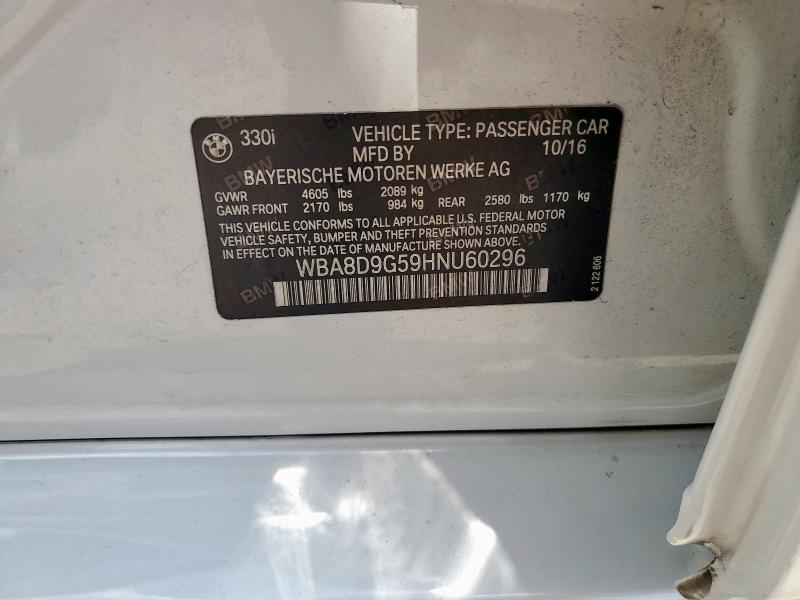 330i VEHICLE TYPE: PASSENGER CAR
MFD BY 10/16
BAYERISCHE MOTOREN WERKE AG
GVWR 4605 lbs 2089 kg
GAWR FRONT 2170 lbs 984 kg REAR 2580 lbs 1170 kg
THIS VEHICLE CONFORMS TO ALL APPLICABLE U.S. FEDERAL MOTOR
VEHICLE SAFETY, BUMPER AND THEFT PREVENTION STANDARDS
IN EFFECT ON THE DATE OF MANUFACTURE SHOWN ABOVE
WBA8D9G59HNU60296
2 122 606